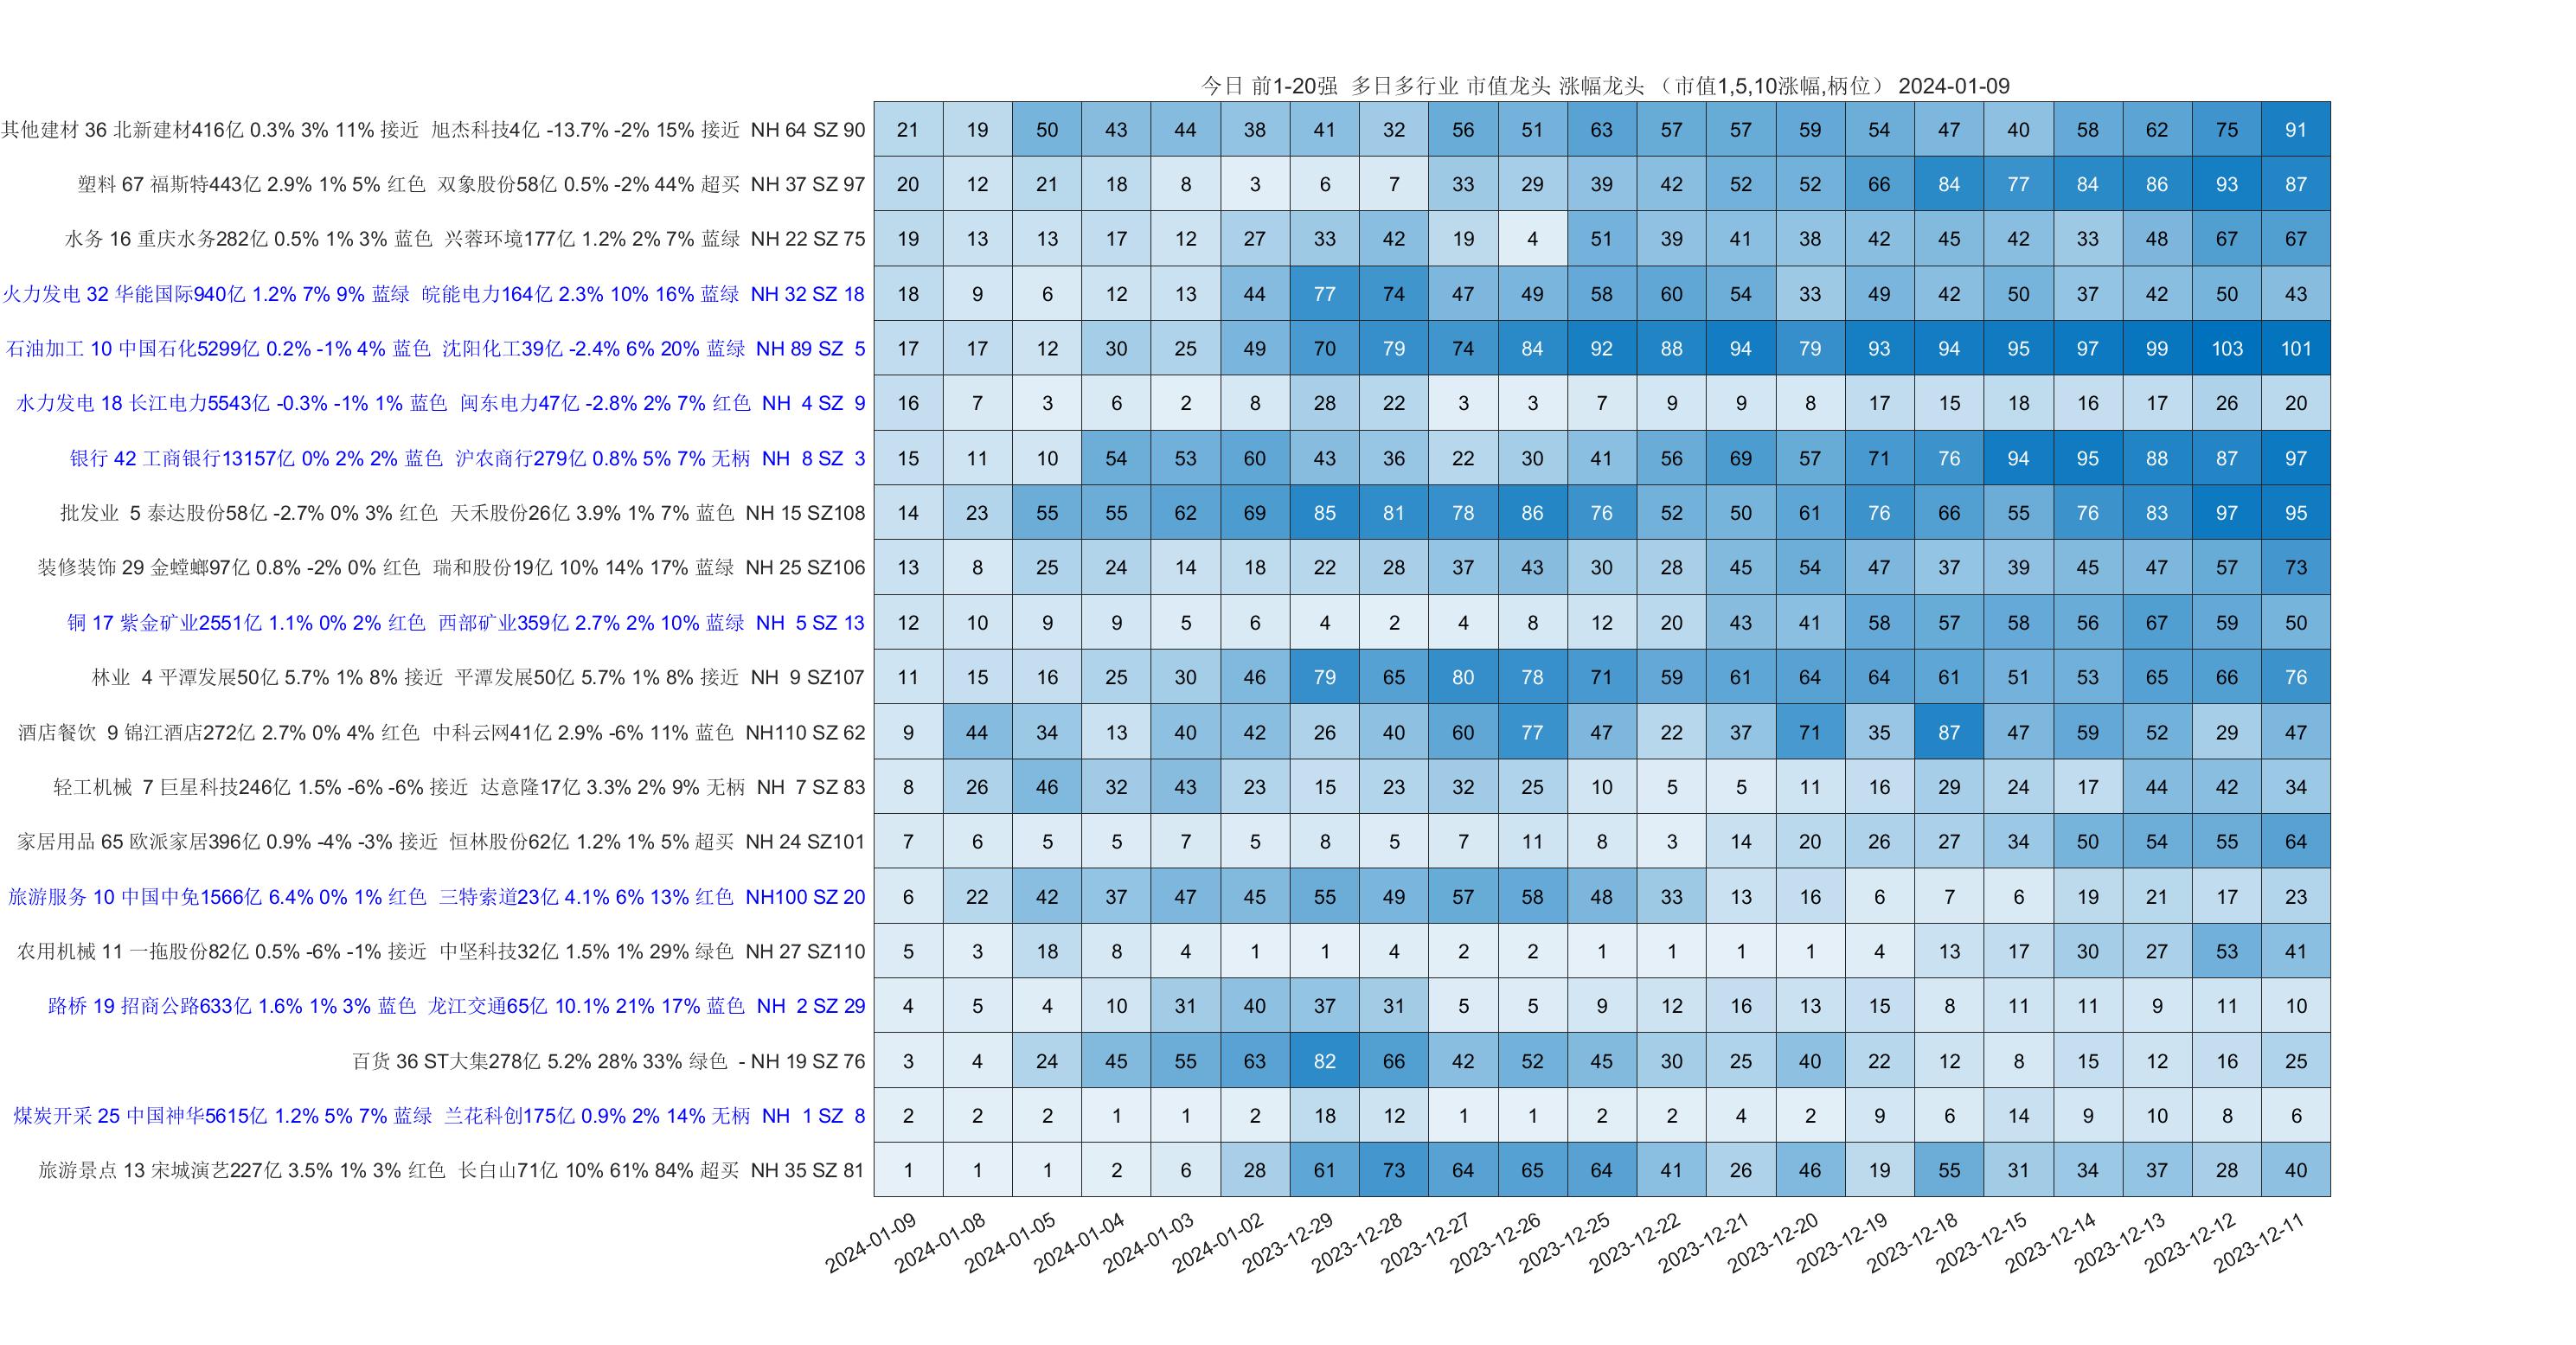 今日 前1-20强 多日多行业 市值龙头 涨幅龙头 （市值1,5,10涨幅,柄位） 2024-01-09
其他建材 36 北新建材416亿 0.3% 3% 11% 接近 旭杰科技4亿 -13.7% -2% 15% 接近 NH 64 SZ 90 21 19 50 43 44 38 41 32 56 51 63 57 57 59 54 47 40 58 62 75 91
塑料 67 福斯特443亿 2.9% 1% 5% 红色 双象股份58亿 0.5% -2% 44% 超买 NH 37 SZ 97 20 12 21 18 8 3 6 7 33 29 39 42 52 52 66 84 77 84 86 93 87
水务 16 重庆水务282亿 0.5% 1% 3% 蓝色 兴蓉环境177亿 1.2% 2% 7% 蓝绿 NH 22 SZ 75 19 13 13 17 12 27 33 42 19 4 51 39 41 38 42 45 42 33 48 67 67
火力发电 32 华能国际940亿 1.2% 7% 9% 蓝绿 皖能电力164亿 2.3% 10% 16% 蓝绿 NH 32 SZ 18 18 9 6 12 13 44 77 74 47 49 58 60 54 33 49 42 50 37 42 50 43
石油加工 10 中国石化5299亿 0.2% -1% 4% 蓝色 沈阳化工39亿 -2.4% 6% 20% 蓝绿 NH 89 SZ 5 17 17 12 30 25 49 70 79 74 84 92 88 94 79 93 94 95 97 99 103 101
水力发电 18 长江电力5543亿 -0.3% -1% 1% 蓝色 闽东电力47亿 -2.8% 2% 7% 红色 NH 4 SZ 9 16 7 3 6 2 8 28 22 3 3 7 9 9 8 17 15 18 16 17 26 20
银行 42 工商银行13157亿 0% 2% 2% 蓝色 沪农商行279亿 0.8% 5% 7% 无柄 NH 8 SZ 3 15 11 10 54 53 60 43 36 22 30 41 56 69 57 71 76 94 95 88 87 97
批发业 5 泰达股份58亿 -2.7% 0% 3% 红色 天禾股份26亿 3.9% 1% 7% 蓝色 NH 15 SZ108 14 23 55 55 62 69 85 81 78 86 76 52 50 61 76 66 55 76 83 97 95
装修装饰 29 金螳螂97亿 0.8% -2% 0% 红色 瑞和股份19亿 10% 14% 17% 蓝绿 NH 25 SZ106 13 8 25 24 14 18 22 28 37 43 30 28 45 54 47 37 39 45 47 57 73
铜 17 紫金矿业2551亿 1.1% 0% 2% 红色 西部矿业359亿 2.7% 2% 10% 蓝绿 NH 5 SZ 13 12 10 9 9 5 6 4 2 4 8 12 20 43 41 58 57 58 56 67 59 50
林业 4 平潭发展50亿 5.7% 1% 8% 接近 平潭发展50亿 5.7% 1% 8% 接近 NH 9 SZ107 11 15 16 25 30 46 79 65 80 78 71 59 61 64 64 61 51 53 65 66 76
酒店餐饮 9 锦江酒店272亿 2.7% 0% 4% 红色 中科云网41亿 2.9% -6% 11% 蓝色 NH110 SZ 62 9 44 34 13 40 42 26 40 60 77 47 22 37 71 35 87 47 59 52 29 47
轻工机械 7 巨星科技246亿 1.5% -6% -6% 接近 达意隆17亿 3.3% 2% 9% 无柄 NH 7 SZ 83 8 26 46 32 43 23 15 23 32 25 10 5 5 11 16 29 24 17 44 42 34
家居用品 65 欧派家居396亿 0.9% -4% -3% 接近 恒林股份62亿 1.2% 1% 5% 超买 NH 24 SZ101 7 6 5 5 7 5 8 5 7 11 8 3 14 20 26 27 34 50 54 55 64
旅游服务 10 中国中免1566亿 6.4% 0% 1% 红色 三特索道23亿 4.1% 6% 13% 红色 NH100 SZ 20 6 22 42 37 47 45 55 49 57 58 48 33 13 16 6 7 6 19 21 17 23
农用机械 11 一拖股份82亿 0.5% -6% -1% 接近 中坚科技32亿 1.5% 1% 29% 绿色 NH 27 SZ110 5 3 18 8 4 1 1 4 2 2 1 1 1 1 4 13 17 30 27 53 41
路桥 19 招商公路633亿 1.6% 1% 3% 蓝色 龙江交通65亿 10.1% 21% 17% 蓝色 NH 2 SZ 29 4 5 4 10 31 40 37 31 5 5 9 12 16 13 15 8 11 11 9 11 10
百货 36 ST大集278亿 5.2% 28% 33% 绿色 - NH 19 SZ 76 3 4 24 45 55 63 82 66 42 52 45 30 25 40 22 12 8 15 12 16 25
煤炭开采 25 中国神华5615亿 1.2% 5% 7% 蓝绿 兰花科创175亿 0.9% 2% 14% 无柄 NH 1 SZ 8 2 2 2 1 1 2 18 12 1 1 2 2 4 2 9 6 14 9 10 8 6
旅游景点 13 宋城演艺227亿 3.5% 1% 3% 红色 长白山71亿 10% 61% 84% 超买 NH 35 SZ 81 1 1 1 2 6 28 61 73 64 65 64 41 26 46 19 55 31 34 37 28 40
2024-01-09 2024-01-08 2024-01-05 2024-01-04 2024-01-03 2024-01-02 2023-12-29 2023-12-28 2023-12-27 2023-12-26 2023-12-25 2023-12-22 2023-12-21 2023-12-20 2023-12-19 2023-12-18 2023-12-15 2023-12-14 2023-12-13 2023-12-12 2023-12-11